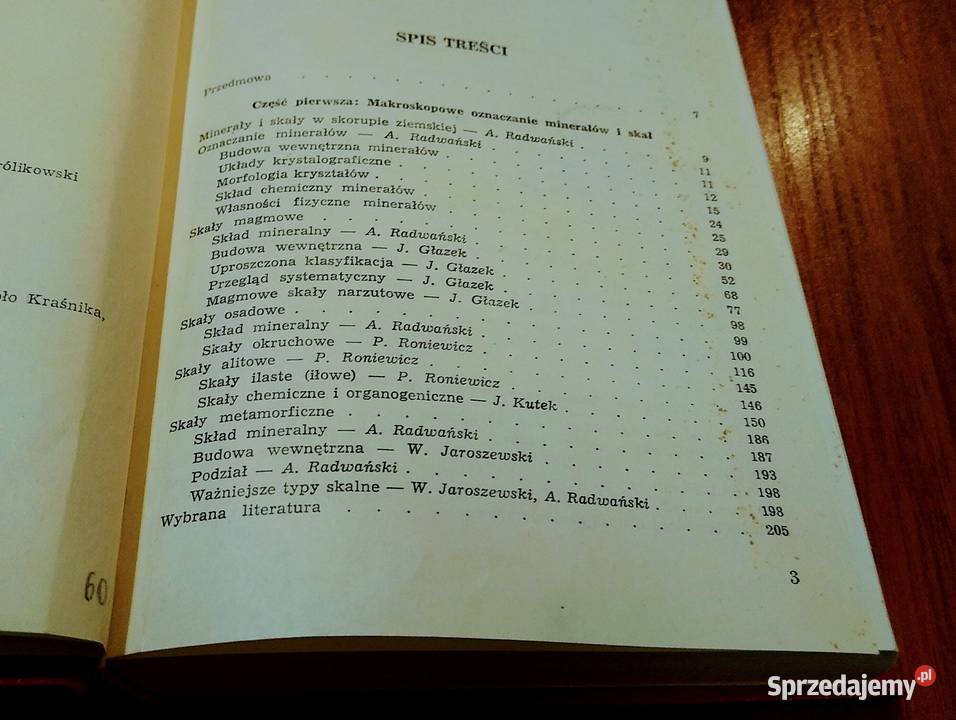 ólikowski
ło Kraśnika,
60
SPIS TREŚCI
Przedmowa . . . . . . . . . . 7
Część pierwsza: Makroskopowe oznaczanie minerałów i skał
Minerały i skały w skorupie ziemskiej — A. Radwański . . . 9
Oznaczanie minerałów — A. Radwański . . . . . 11
Budowa wewnętrzna minerałów . . . . . . 11
Układy krystalograficzne . . . . . . . 12
Morfologia kryształów . . . . . . . 15
Skład chemiczny minerałów . . . . . . 24
Własności fizyczne minerałów . . . . . . 25
Skały magmowe . . . . . . . . . 29
Skład mineralny — A. Radwański . . . . . 30
Budowa wewnętrzna — J. Głazek . . . . . 52
Uproszczona klasyfikacja — J. Głazek . . . . 68
Przegląd systematyczny — J. Głazek . . . . 77
Magmowe skały narzutowe — J. Głazek . . . . 98
Skały osadowe . . . . . . . . . 99
Skład mineralny — A. Radwański . . . . . 100
Skały okruchowe — P. Roniewicz . . . . . 116
Skały alitowe — P. Roniewicz . . . . . . 145
Skały ilaste (iłowe) — P. Roniewicz . . . . 146
Skały chemiczne i organogeniczne — J. Kutek . . . 150
Skały metamorficzne . . . . . . . . 186
Skład mineralny — A. Radwański . . . . . 187
Budowa wewnętrzna — W. Jaroszewski . . . . 193
Podział — A. Radwański . . . . . . . 198
Ważniejsze typy skalne — W. Jaroszewski, A. Radwański . . 198
Wybrana literatura . . . . . . . . 205
3
Sprzedajemy.pl